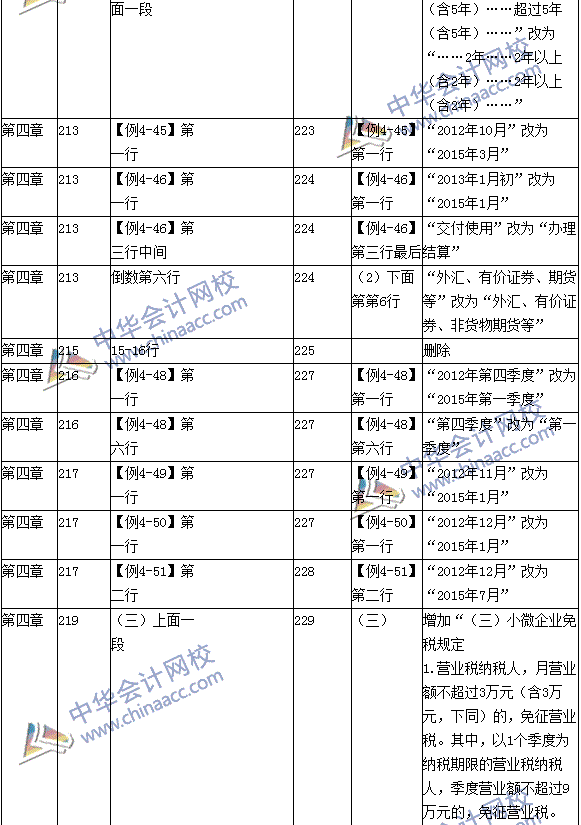 面一段 （含5年）……超过5年
（含5年）……”改为
“……2年……2年以上
（含2年）……2年以上
（含2年）……”
第四章 213 【例4-45】第 223 【例4-45】 “2012年10月”改为
一行 第一行 “2015年3月”
第四章 213 【例4-46】第 224 【例4-46】 “2013年1月初”改为
一行 第一行 “2015年1月”
第四章 213 【例4-46】第 224 【例4-46】 “交付使用”改为“办理
三行中间 第三行最后 结算”
第四章 213 倒数第六行 224 （2）下面 “外汇、有价证券、期货
第第6行 等”改为“外汇、有价证
券、非货物期货等”
第四章 215 15-16行 225 删除
第四章 216 【例4-48】第 227 【例4-48】 “2012年第四季度”改为
一行 第一行 “2015年第一季度”
第四章 216 【例4-48】第 227 【例4-48】 “第四季度”改为“第一
六行 第六行 季度”
第四章 217 【例4-49】第 227 【例4-49】 “2012年11月”改为
一行 第一行 “2015年1月”
第四章 217 【例4-50】第 227 【例4-50】 “2012年12月”改为
一行 第一行 “2015年1月”
第四章 217 【例4-51】第 228 【例4-51】 “2012年12月”改为
二行 第二行 “2015年7月”
第四章 219 （三）上面一 229 （三） 增加“（三）小微企业免
段 税规定
1.营业税纳税人，月营业
额不超过3万元（含3万
元，下同）的，免征营业
税。其中，以1个季度为
纳税期限的营业税纳税
人，季度营业额不超过9
万元的，免征营业税。
中华会计网校
www.chinaacc.com
中华会计网校
www.chinaacc.com
中华会计网校
www.chinaacc.com
中华会计网校
www.chinaacc.com